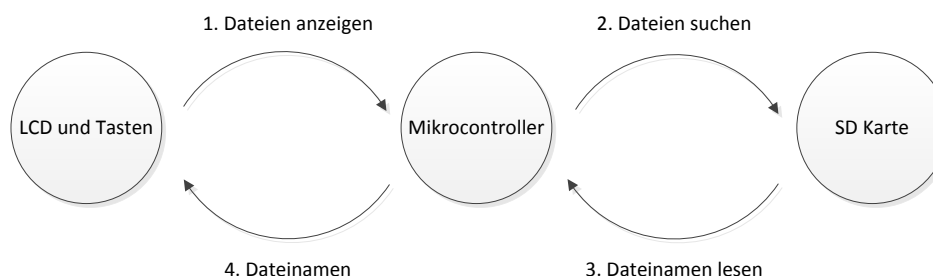 1. Dateien anzeigen
2. Dateien suchen
LCD und Tasten
Mikrocontroller
SD Karte
4. Dateinamen
3. Dateinamen lesen